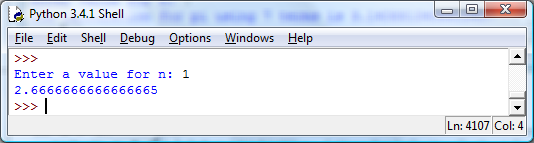 Python 3.4.1 Shell
File Edit Shell Debug Options Windows Help
>>>
Enter a value for n: 1
2.6666666666666665
>>>
Ln: 4107 Col: 4